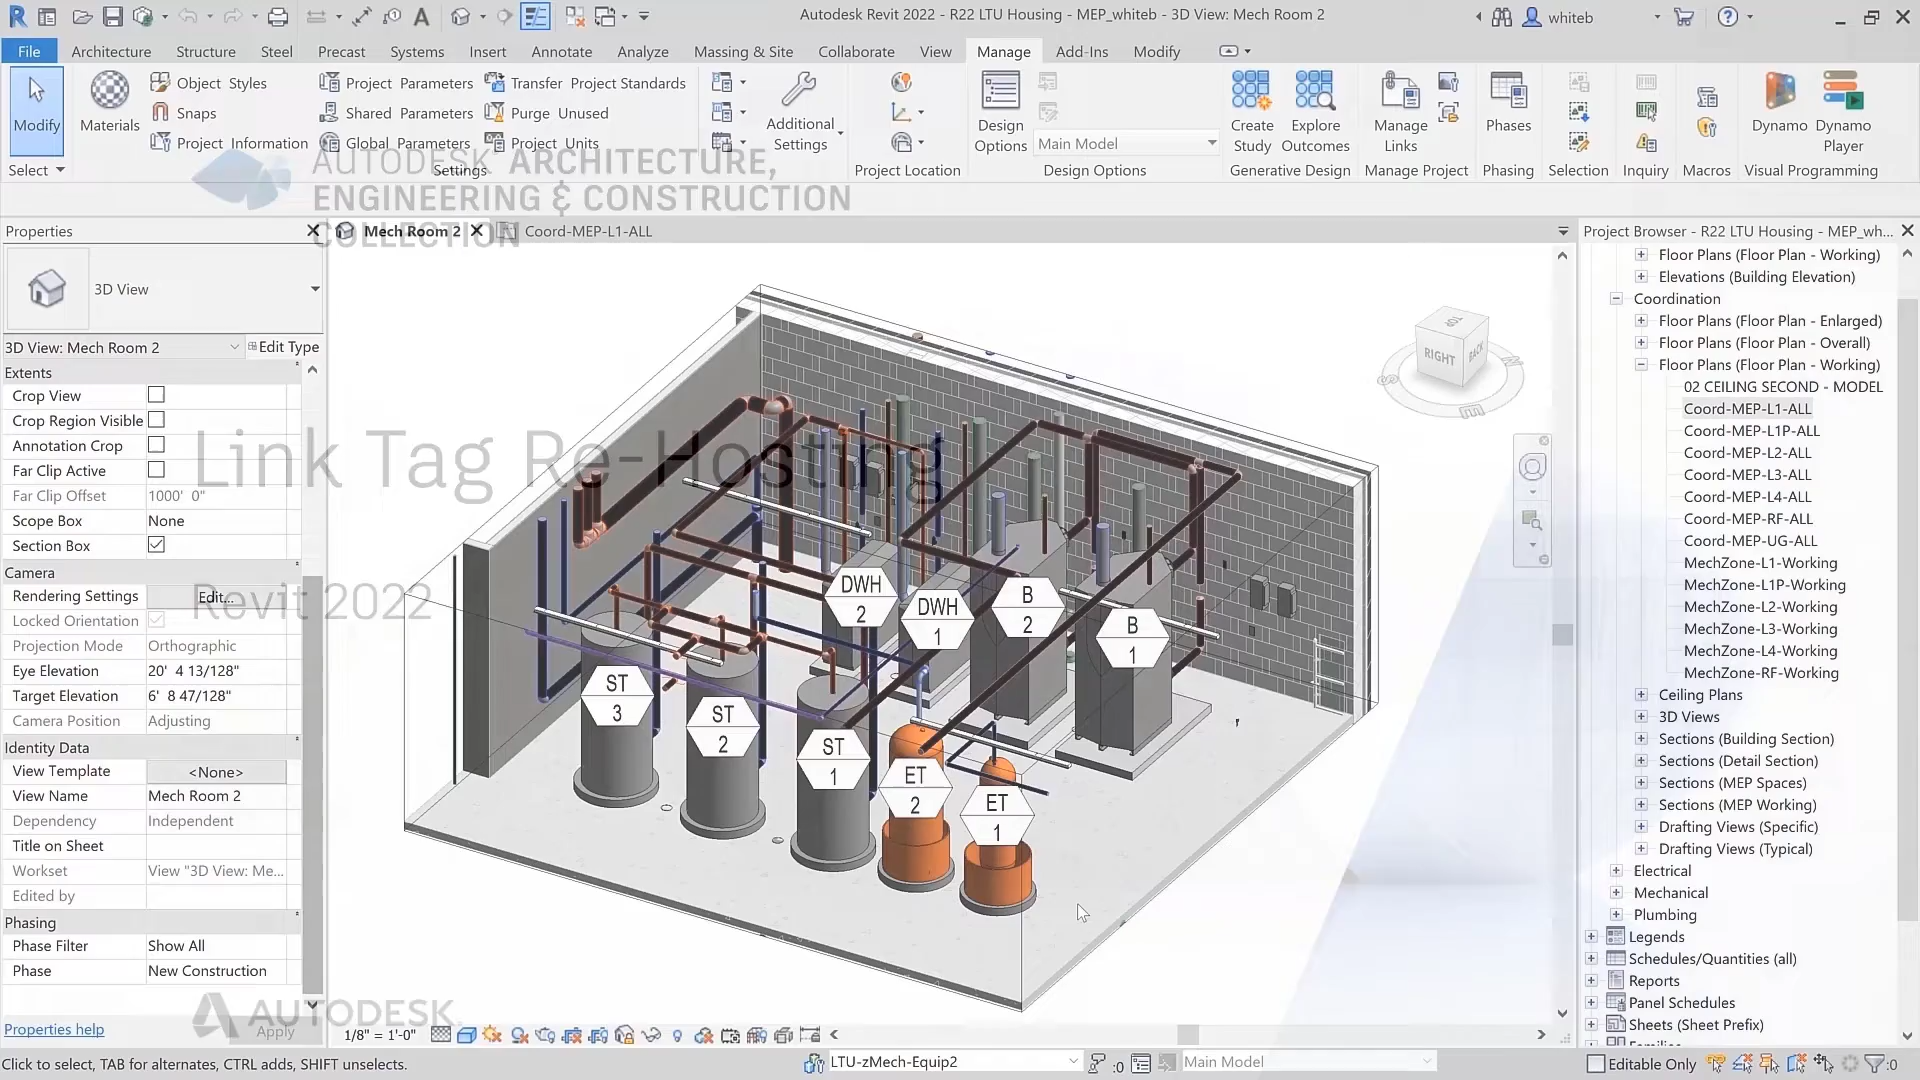 Autodesk Revit 2022 - R22 LTU Housing - MEP_whiteb - 3D View: Mech Room 2
whiteb
File Architecture Structure Steel Precast Systems Insert Annotate Analyze Massing & Site Collaborate View Manage Add-Ins Modify
Modify
Select
Materials
Object Styles
Snaps
Project Information
Project Parameters
Shared Parameters
Global Parameters
Transfer Project Standards
Purge Unused
Project Units
Settings
Additional
Settings
Project Location
Design
Options
Main Model
Design Options
Create
Study
Explore
Outcomes
Generative Design
Manage
Links
Manage Project
Phases
Phasing
Selection
Inquiry
Macros
Dynamo
Dynamo
Player
Visual Programming
AUTODESK ARCHITECTURE,
ENGINEERING & CONSTRUCTION
COLLECTION
Properties
3D View
3D View: Mech Room 2
Edit Type
Extents
Crop View
Crop Region Visible
Annotation Crop
Far Clip Active
Far Clip Offset 1000' 0"
Scope Box None
Section Box
Camera
Rendering Settings Edit...
Locked Orientation
Projection Mode Orthographic
Eye Elevation 20' 4 13/128"
Target Elevation 6' 8 47/128"
Camera Position Adjusting
Identity Data
View Template <None>
View Name Mech Room 2
Dependency Independent
Title on Sheet
Workset View "3D View: Me...
Edited by
Phasing
Phase Filter Show All
Phase New Construction
Properties help
Apply
Mech Room 2
Coord-MEP-L1-ALL
Link Tag Re-Hosting
Revit 2022
AUTODESK
TOP
RIGHT
BACK
S
E
N
DWH
2
DWH
1
B
2
B
1
ST
3
ST
2
ST
1
ET
2
ET
1
Project Browser - R22 LTU Housing - MEP_wh...
Floor Plans (Floor Plan - Working)
Elevations (Building Elevation)
Coordination
Floor Plans (Floor Plan - Enlarged)
Floor Plans (Floor Plan - Overall)
Floor Plans (Floor Plan - Working)
02 CEILING SECOND - MODEL
Coord-MEP-L1-ALL
Coord-MEP-L1P-ALL
Coord-MEP-L2-ALL
Coord-MEP-L3-ALL
Coord-MEP-L4-ALL
Coord-MEP-RF-ALL
Coord-MEP-UG-ALL
MechZone-L1-Working
MechZone-L1P-Working
MechZone-L2-Working
MechZone-L3-Working
MechZone-L4-Working
MechZone-RF-Working
Ceiling Plans
3D Views
Sections (Building Section)
Sections (Detail Section)
Sections (MEP Spaces)
Sections (MEP Working)
Drafting Views (Specific)
Drafting Views (Typical)
Electrical
Mechanical
Plumbing
Legends
Schedules/Quantities (all)
Reports
Panel Schedules
Sheets (Sheet Prefix)
1/8" = 1'-0"
Click to select, TAB for alternates, CTRL adds, SHIFT unselects.
LTU-zMech-Equip2
:0
Main Model
Editable Only
:0